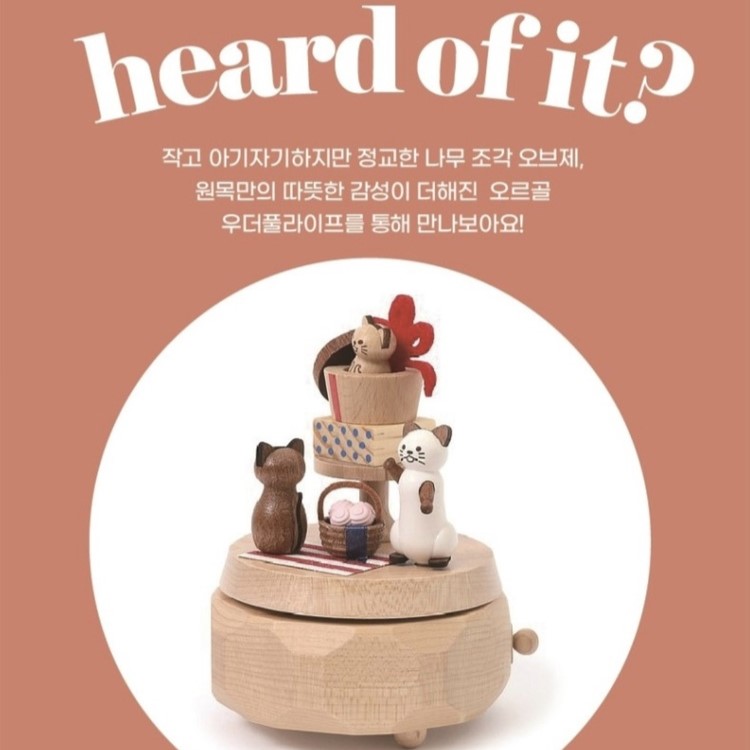 heard of it?
작고 아기자기하지만 정교한 나무 조각 오브제,
원목만의 따뜻한 감성이 더해진 오르골
우더풀라이프를 통해 만나보아요!